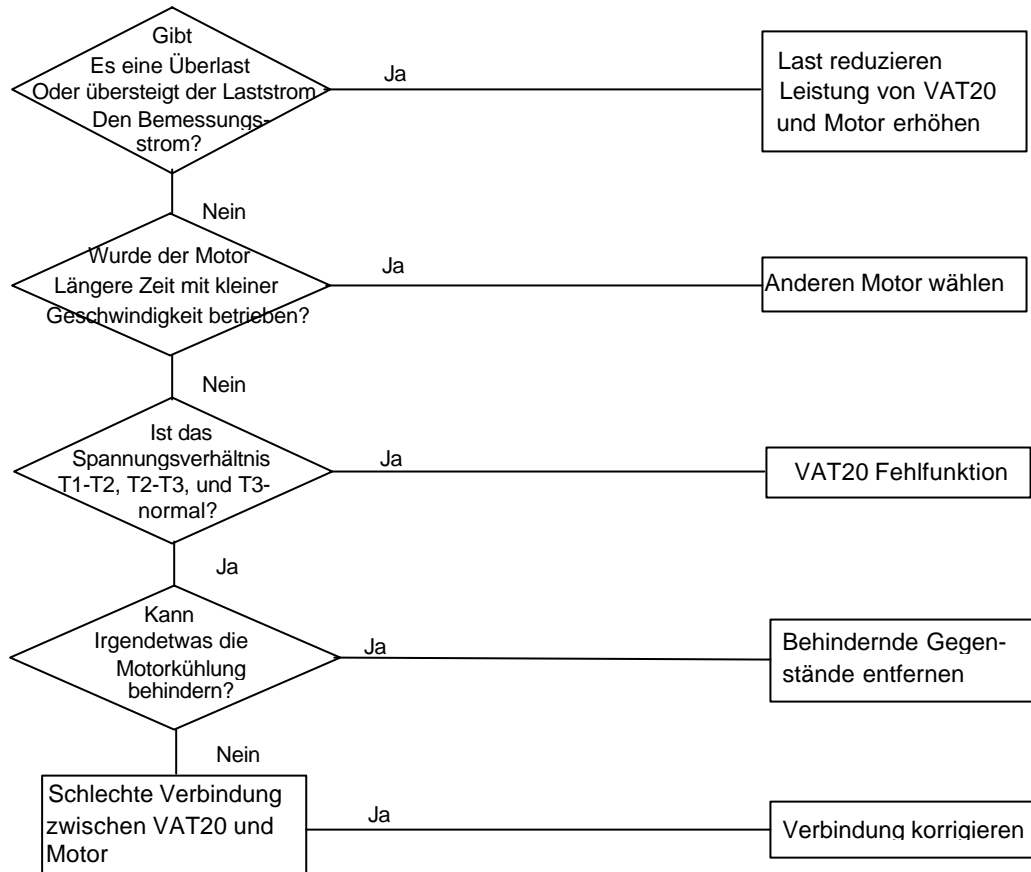 Gibt
Es eine Überlast
Oder übersteigt der Laststrom
Den Bemessungs-
strom?
Ja
Last reduzieren
Leistung von VAT20
und Motor erhöhen
Nein
Wurde der Motor
Längere Zeit mit kleiner
Geschwindigkeit betrieben?
Ja
Anderen Motor wählen
Nein
Ist das
Spannungsverhältnis
T1-T2, T2-T3, und T3-
normal?
Ja
VAT20 Fehlfunktion
Ja
Kann
Irgendetwas die
Motorkühlung
behindern?
Ja
Behindernde Gegen-
stände entfernen
Nein
Schlechte Verbindung
zwischen VAT20 und
Motor
Ja
Verbindung korrigieren